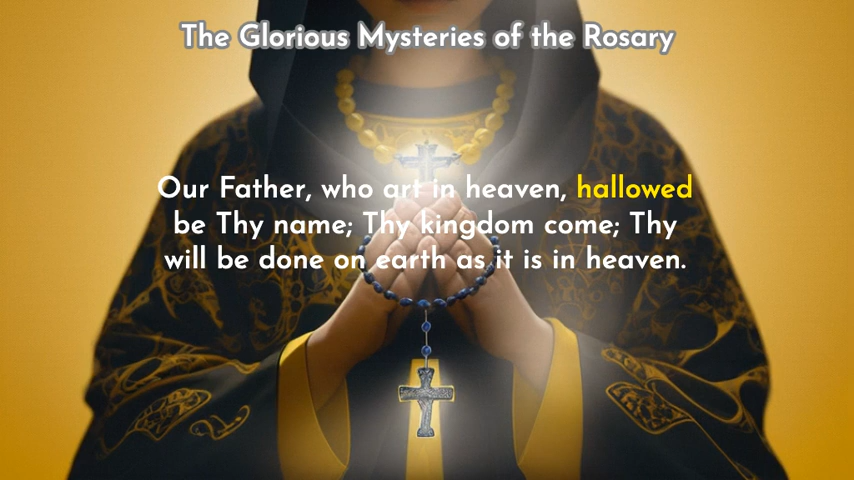 The Glorious Mysteries of the Rosary
Our Father, who art in heaven, hallowed
be Thy name; Thy kingdom come; Thy
will be done on earth as it is in heaven.